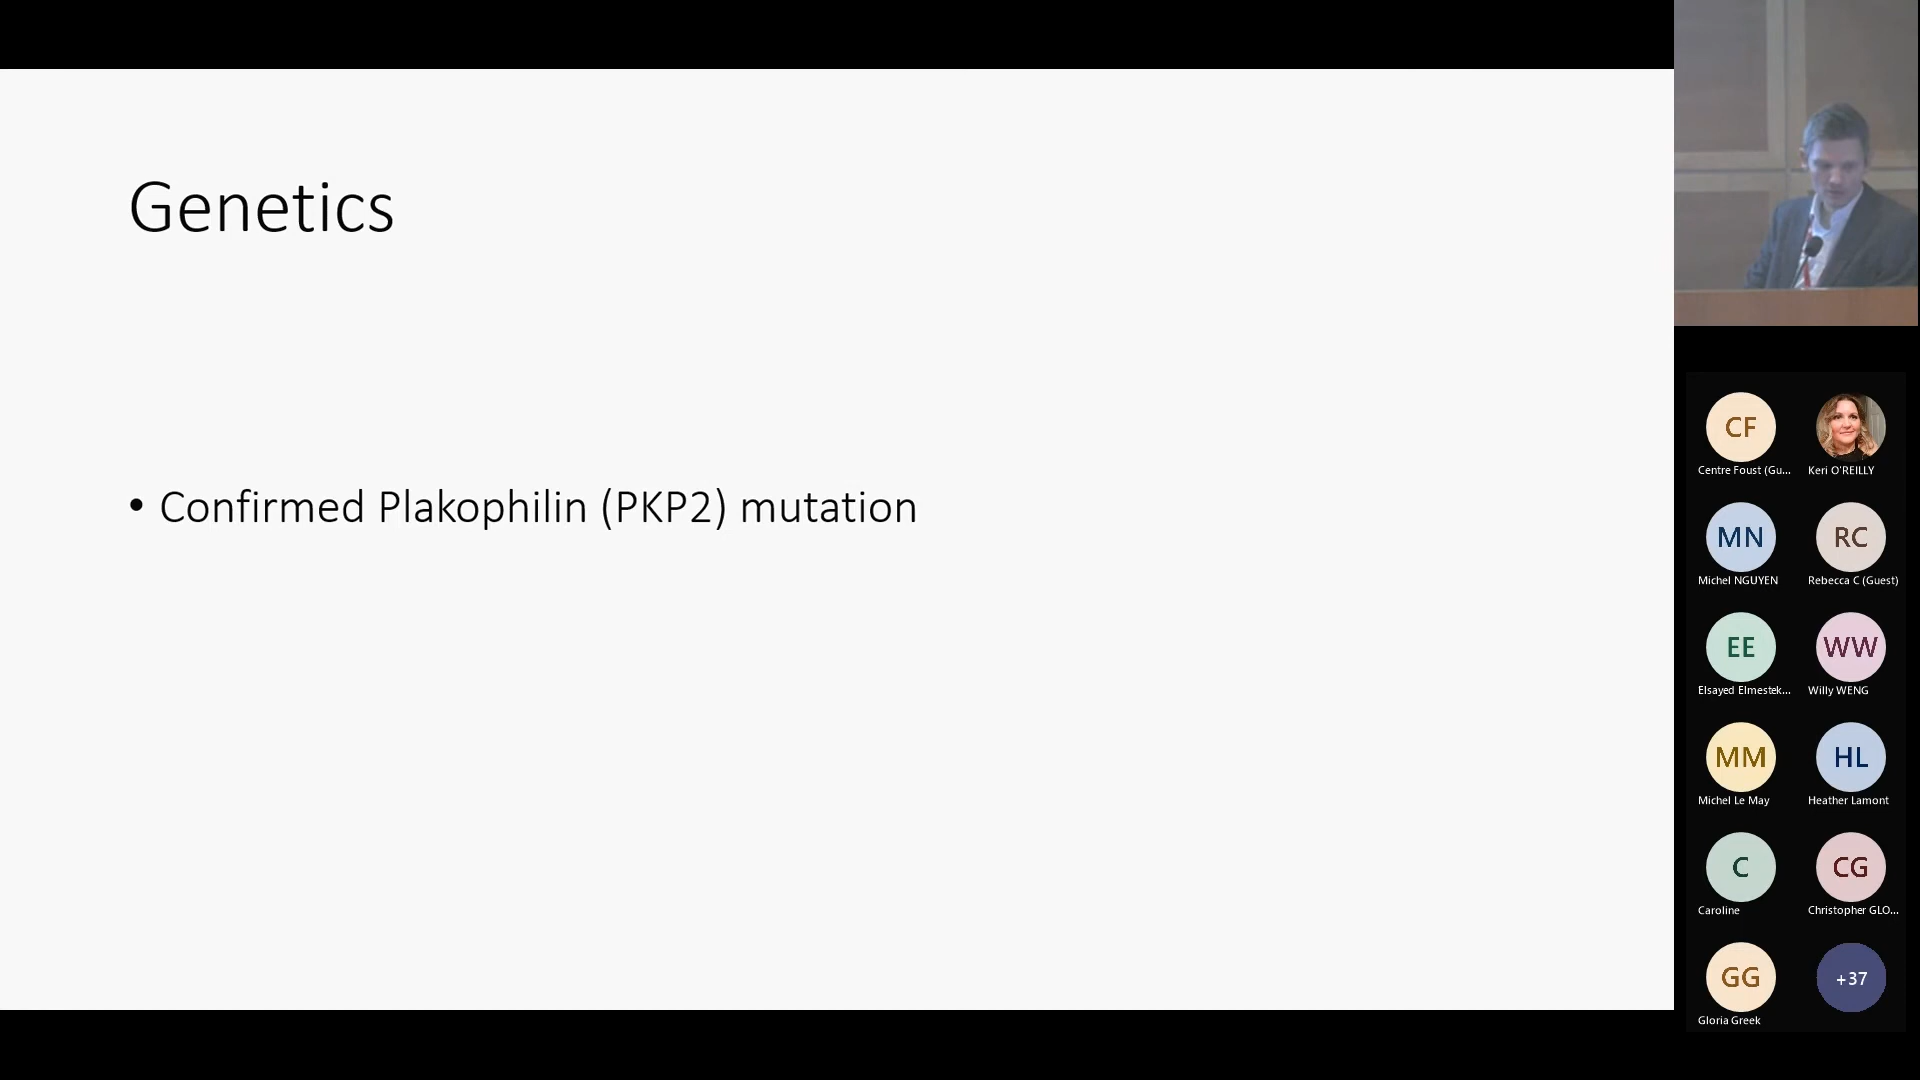 Genetics
• Confirmed Plakophilin (PKP2) mutation
CF
Centre Foust (Gu...
Keri O'REILLY
MN
Michel NGUYEN
RC
Rebecca C (Guest)
EE
Elsayed Elmestek...
WW
Willy WENG
MM
Michel Le May
HL
Heather Lamont
C
Caroline
CG
Christopher GLO...
GG
Gloria Greek
+37